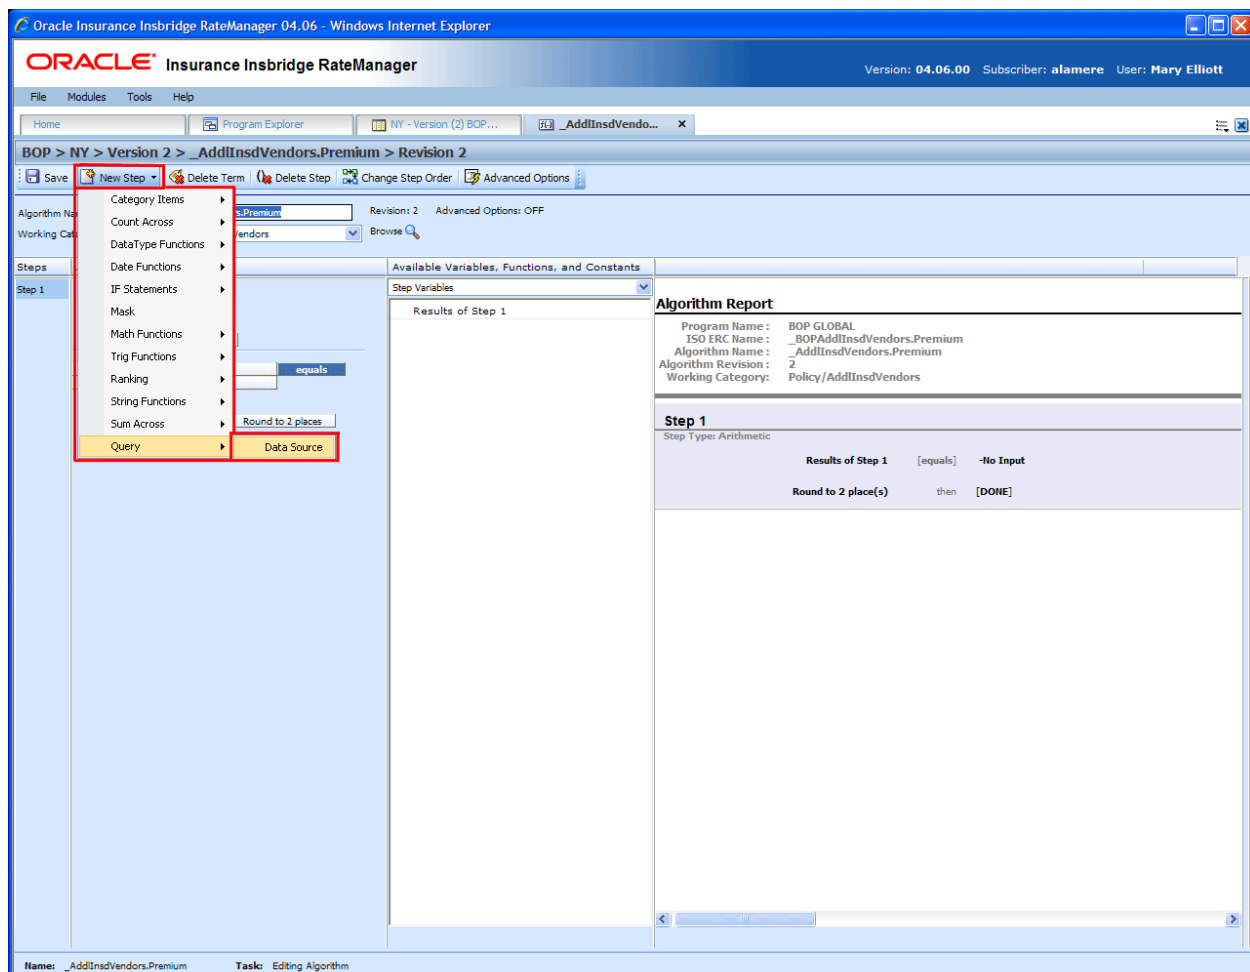 Oracle Insurance Insbridge RateManager 04.06 - Windows Internet Explorer
ORACLE Insurance Insbridge RateManager
Version: 04.06.00 Subscriber: alamere User: Mary Elliott
File Modules Tools Help
Home Program Explorer NY - Version (2) BOP... _AddlInsdVendo...
BOP > NY > Version 2 > _AddlInsdVendors.Premium > Revision 2
Save New Step Delete Term Delete Step Change Step Order Advanced Options
Algorithm Na s.Premium Revision: 2 Advanced Options: OFF
Working Cat Vendors Browse
Category Items
Count Across
DataType Functions
Date Functions
IF Statements
Mask
Math Functions
Trig Functions
Ranking
String Functions
Sum Across
Query
Data Source
Steps
Step 1
equals
Round to 2 places
Available Variables, Functions, and Constants
Step Variables
Results of Step 1
Algorithm Report
Program Name : BOP GLOBAL
ISO ERC Name : _BOPAddlInsdVendors.Premium
Algorithm Name : _AddlInsdVendors.Premium
Algorithm Revision : 2
Working Category: Policy/AddlInsdVendors
Step 1
Step Type: Arithmetic
Results of Step 1 [equals] -No Input
Round to 2 place(s) then [DONE]
Name: _AddlInsdVendors.Premium Task: Editing Algorithm